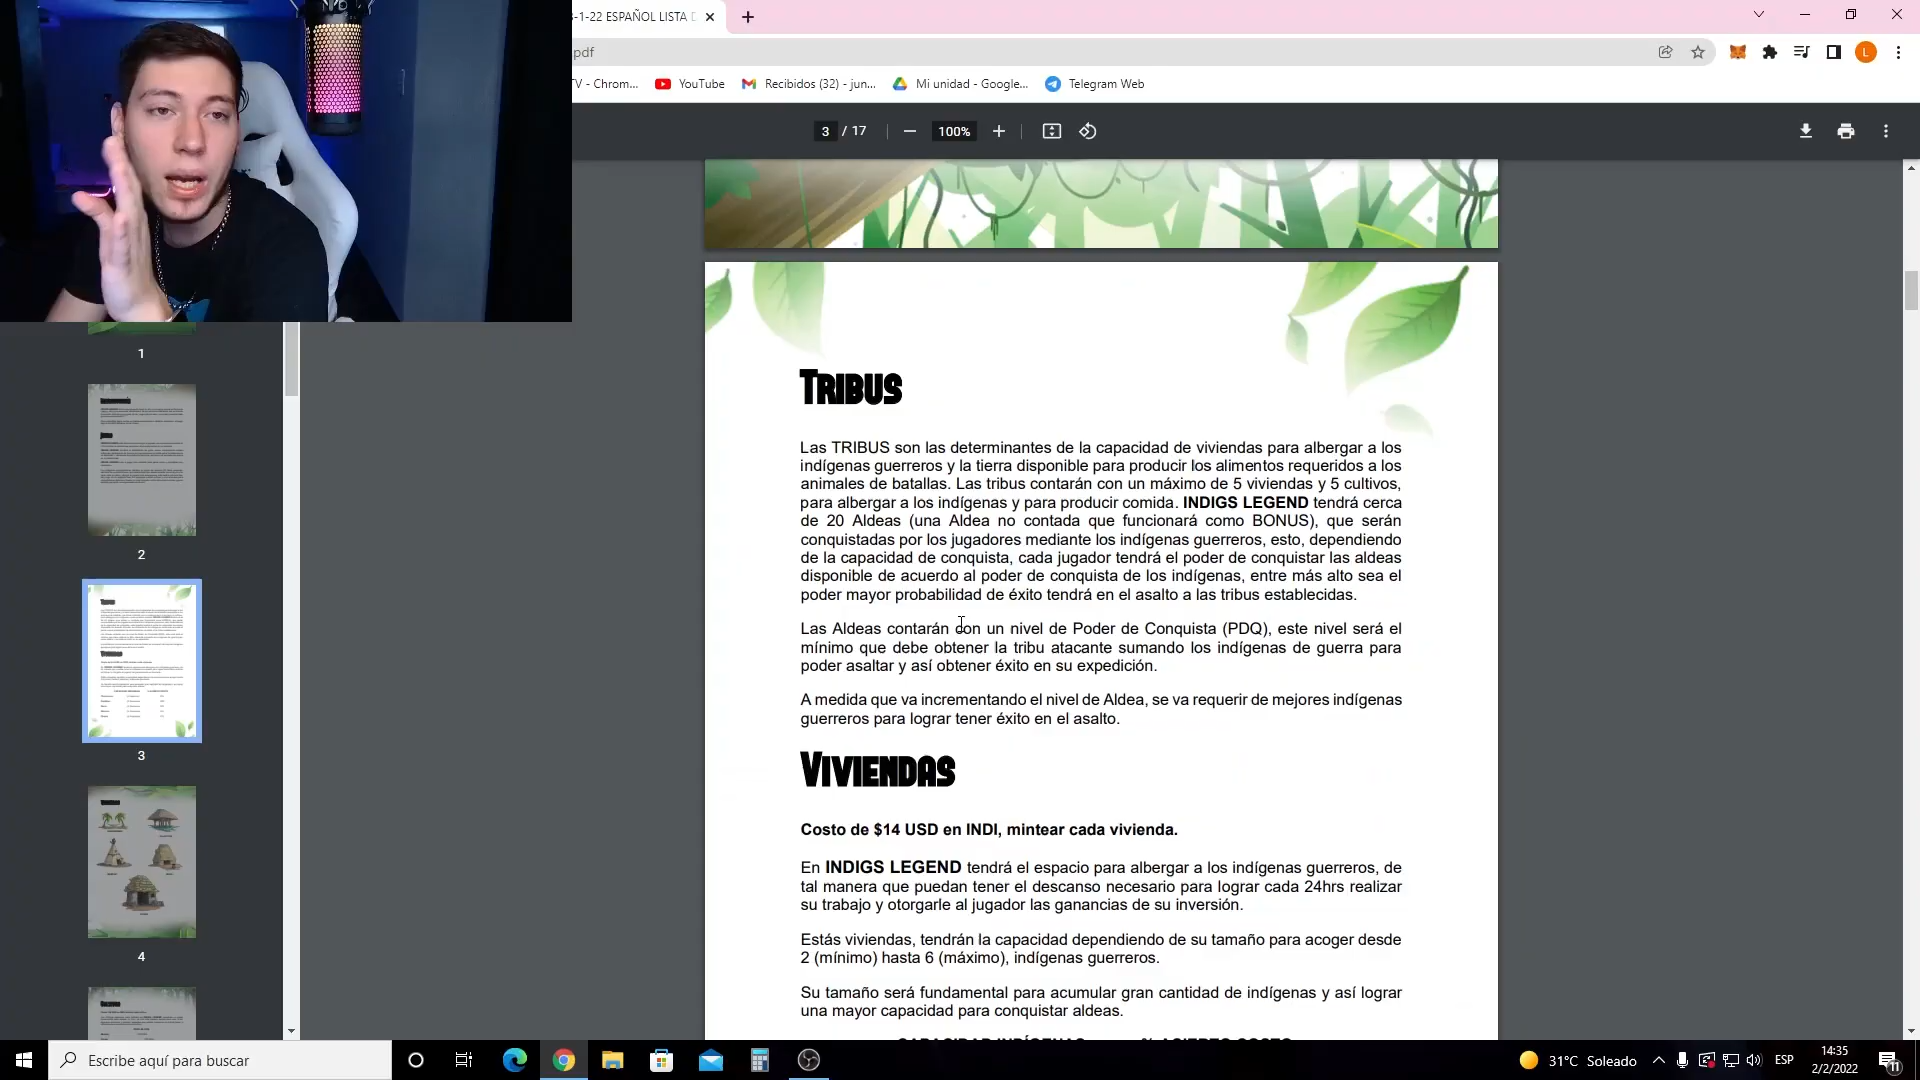 3-1-22 ESPAÑOL LISTA
pdf
TV - Chrom...
YouTube
Recibidos (32) - jun...
Mi unidad - Google...
Telegram Web
L
3 / 17
100%
1
2
3
4
TRIBUS
Las TRIBUS son las determinantes de la capacidad de viviendas para albergar a los
indígenas guerreros y la tierra disponible para producir los alimentos requeridos a los
animales de batallas. Las tribus contarán con un máximo de 5 viviendas y 5 cultivos,
para albergar a los indígenas y para producir comida. INDIGS LEGEND tendrá cerca
de 20 Aldeas (una Aldea no contada que funcionará como BONUS), que serán
conquistadas por los jugadores mediante los indígenas guerreros, esto, dependiendo
de la capacidad de conquista, cada jugador tendrá el poder de conquistar las aldeas
disponible de acuerdo al poder de conquista de los indígenas, entre más alto sea el
poder mayor probabilidad de éxito tendrá en el asalto a las tribus establecidas.
Las Aldeas contarán con un nivel de Poder de Conquista (PDQ), este nivel será el
mínimo que debe obtener la tribu atacante sumando los indígenas de guerra para
poder asaltar y así obtener éxito en su expedición.
A medida que va incrementando el nivel de Aldea, se va requerir de mejores indígenas
guerreros para lograr tener éxito en el asalto.
VIVIENDAS
Costo de $14 USD en INDI, mintear cada vivienda.
En INDIGS LEGEND tendrá el espacio para albergar a los indígenas guerreros, de
tal manera que puedan tener el descanso necesario para lograr cada 24hrs realizar
su trabajo y otorgarle al jugador las ganancias de su inversión.
Estás viviendas, tendrán la capacidad dependiendo de su tamaño para acoger desde
2 (mínimo) hasta 6 (máximo), indígenas guerreros.
Su tamaño será fundamental para acumular gran cantidad de indígenas y así lograr
una mayor capacidad para conquistar aldeas.
CAPACIDAD INDÍGENAS % ACIERTO COSTO
Escribe aquí para buscar
31°C Soleado
ESP
14:35
2/2/2022
11